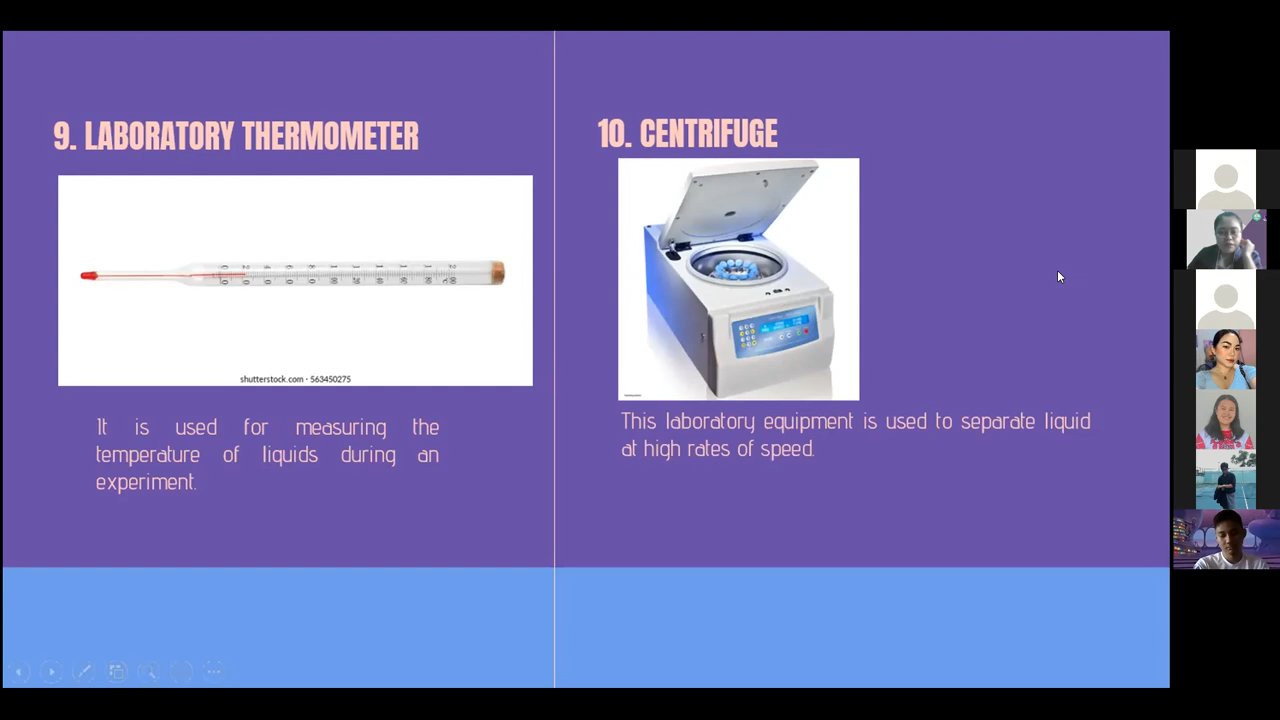 9. LABORATORY THERMOMETER
shutterstock.com · 563450275
It is used for measuring the
temperature of liquids during an
experiment.
10. CENTRIFUGE
This laboratory equipment is used to separate liquid
at high rates of speed.